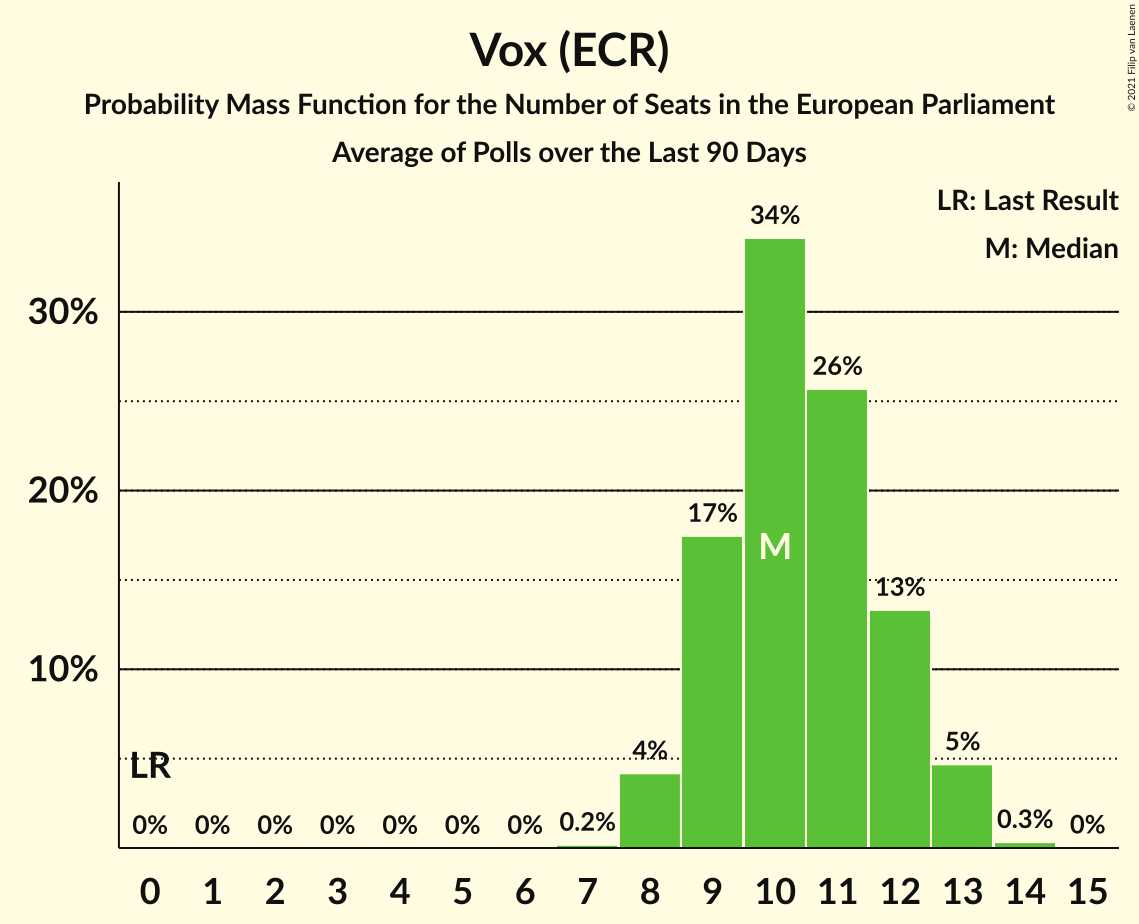 Vox (ECR)
Probability Mass Function for the Number of Seats in the European Parliament
Average of Polls over the Last 90 Days
© 2021 Filip van Laenen
LR: Last Result
M: Median
34%
30%
26%
20%
17%
M
13%
10%
LR
4%
5%
0% 0% 0% 0% 0% 0% 0% 0.2% 0.3% 0%
0 1 2 3 4 5 6 7 8 9 10 11 12 13 14 15